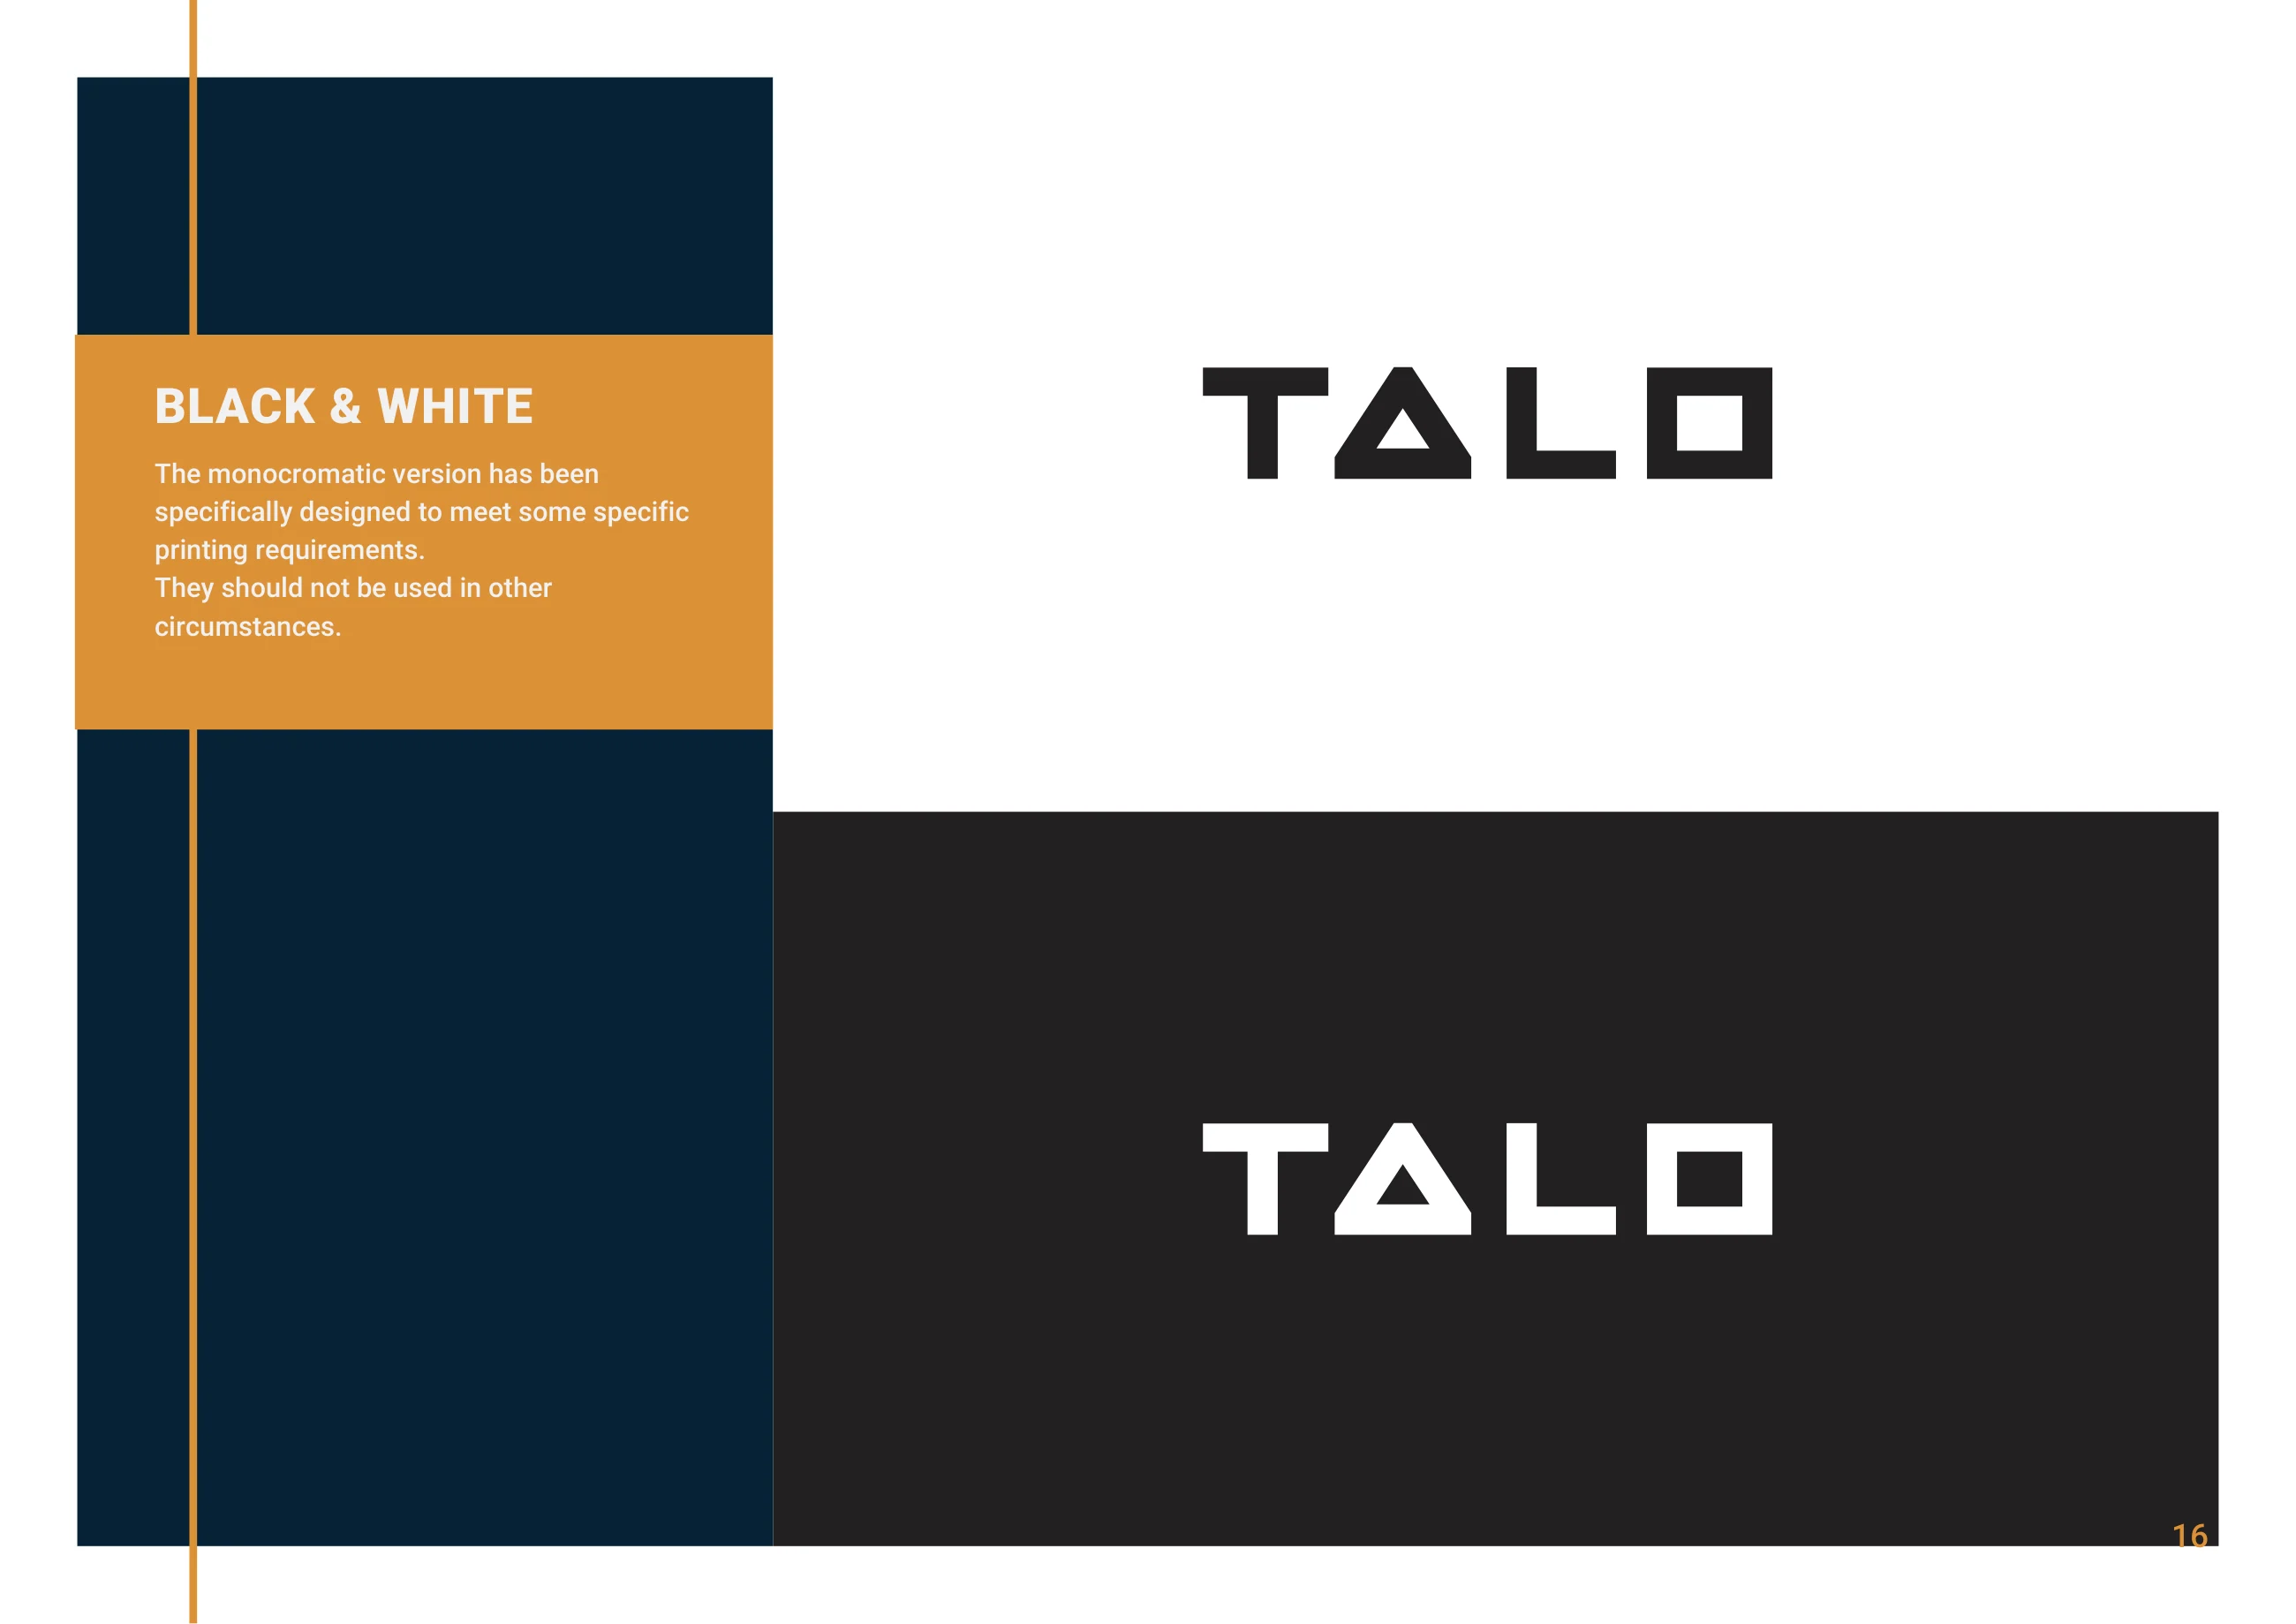 BLACK & WHITE
The monocromatic version has been
specifically designed to meet some specific
printing requirements.
They should not be used in other
circumstances.
TALO
TALO
16